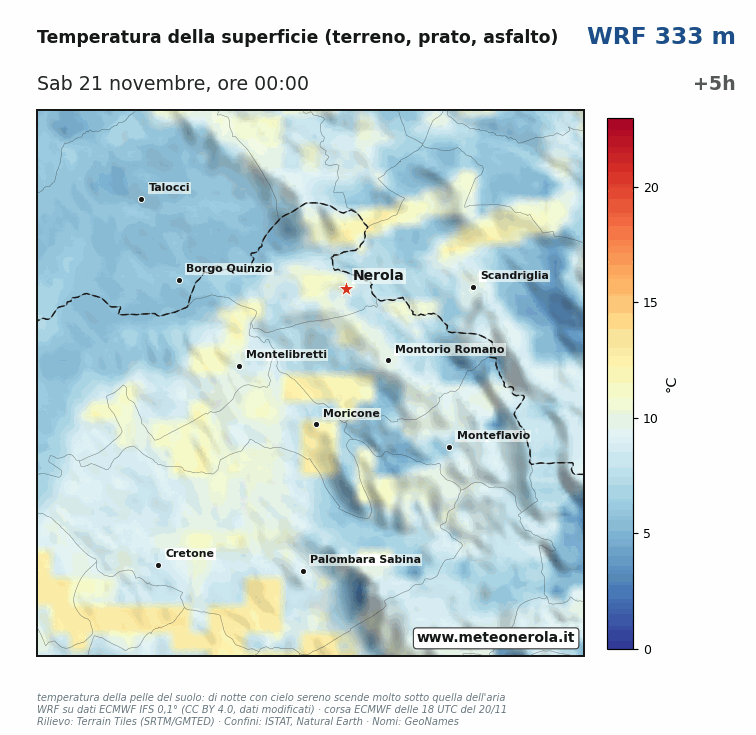 Temperatura della superficie (terreno, prato, asfalto)
WRF 333 m
Sab 21 novembre, ore 00:00
+5h
Talocci
Borgo Quinzio
Nerola
Scandriglia
Montelibretti
Montorio Romano
Moricone
Monteflavio
Cretone
Palombara Sabina
www.meteonerola.it
20
15
10
5
0
°C
temperatura della pelle del suolo: di notte con cielo sereno scende molto sotto quella dell'aria
WRF su dati ECMWF IFS 0,1° (CC BY 4.0, dati modificati) · corsa ECMWF delle 18 UTC del 20/11
Rilievo: Terrain Tiles (SRTM/GMTED) · Confini: ISTAT, Natural Earth · Nomi: GeoNames